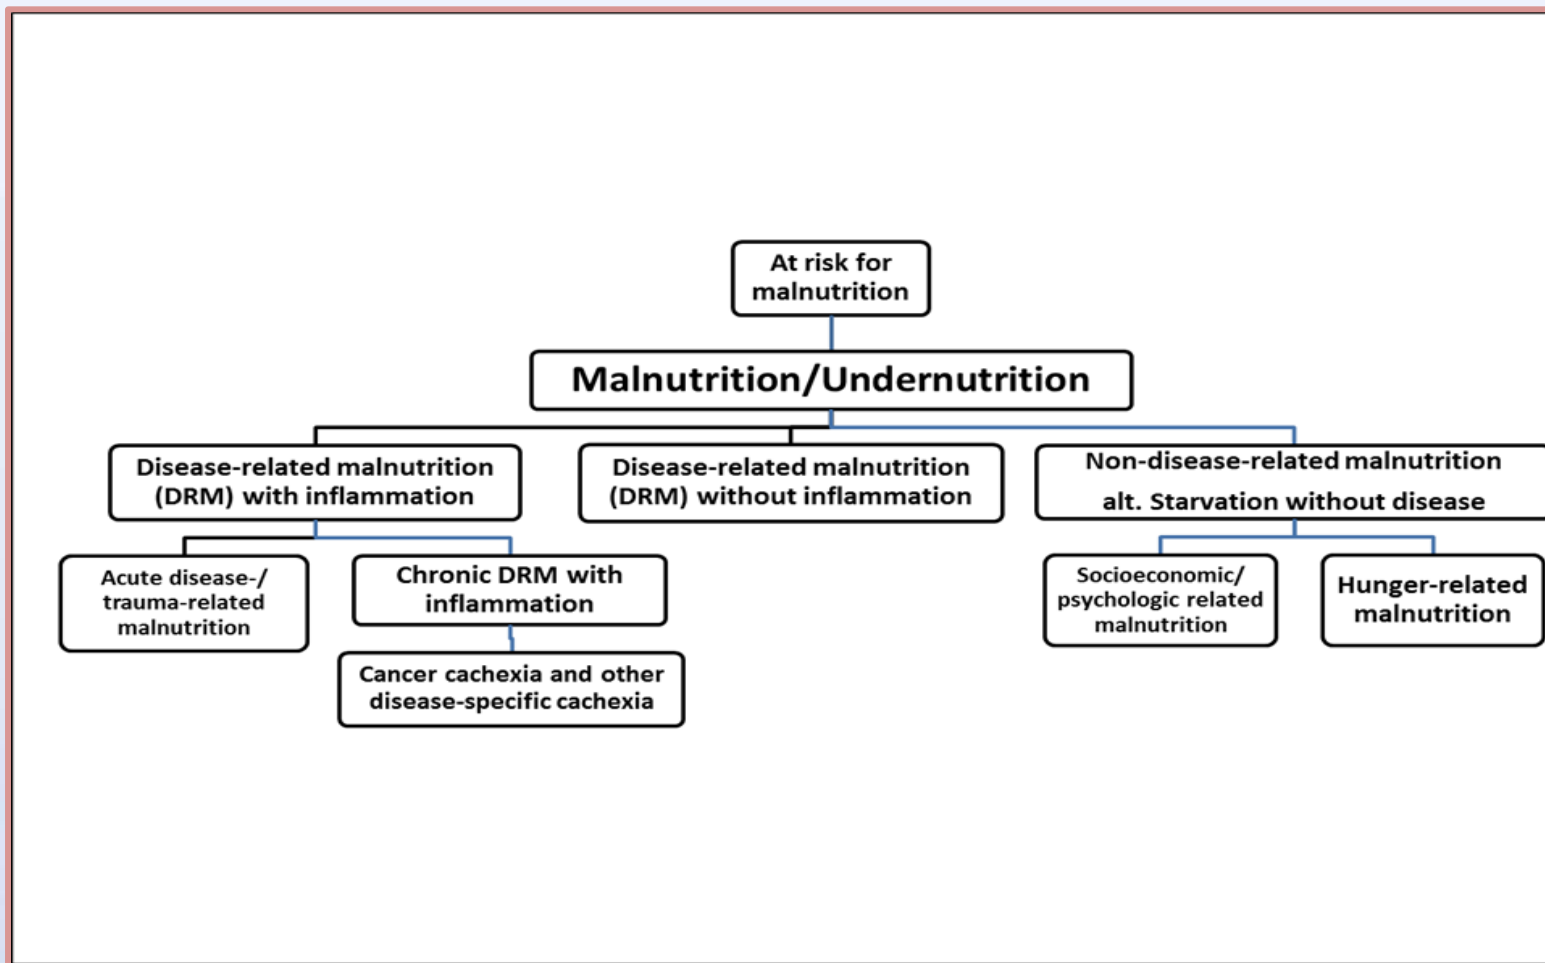 At risk for
malnutrition
Malnutrition/Undernutrition
Disease-related malnutrition
(DRM) with inflammation
Disease-related malnutrition
(DRM) without inflammation
Non-disease-related malnutrition
alt. Starvation without disease
Acute disease-/
trauma-related
malnutrition
Chronic DRM with
inflammation
Socioeconomic/
psychologic related
malnutrition
Hunger-related
malnutrition
Cancer cachexia and other
disease-specific cachexia